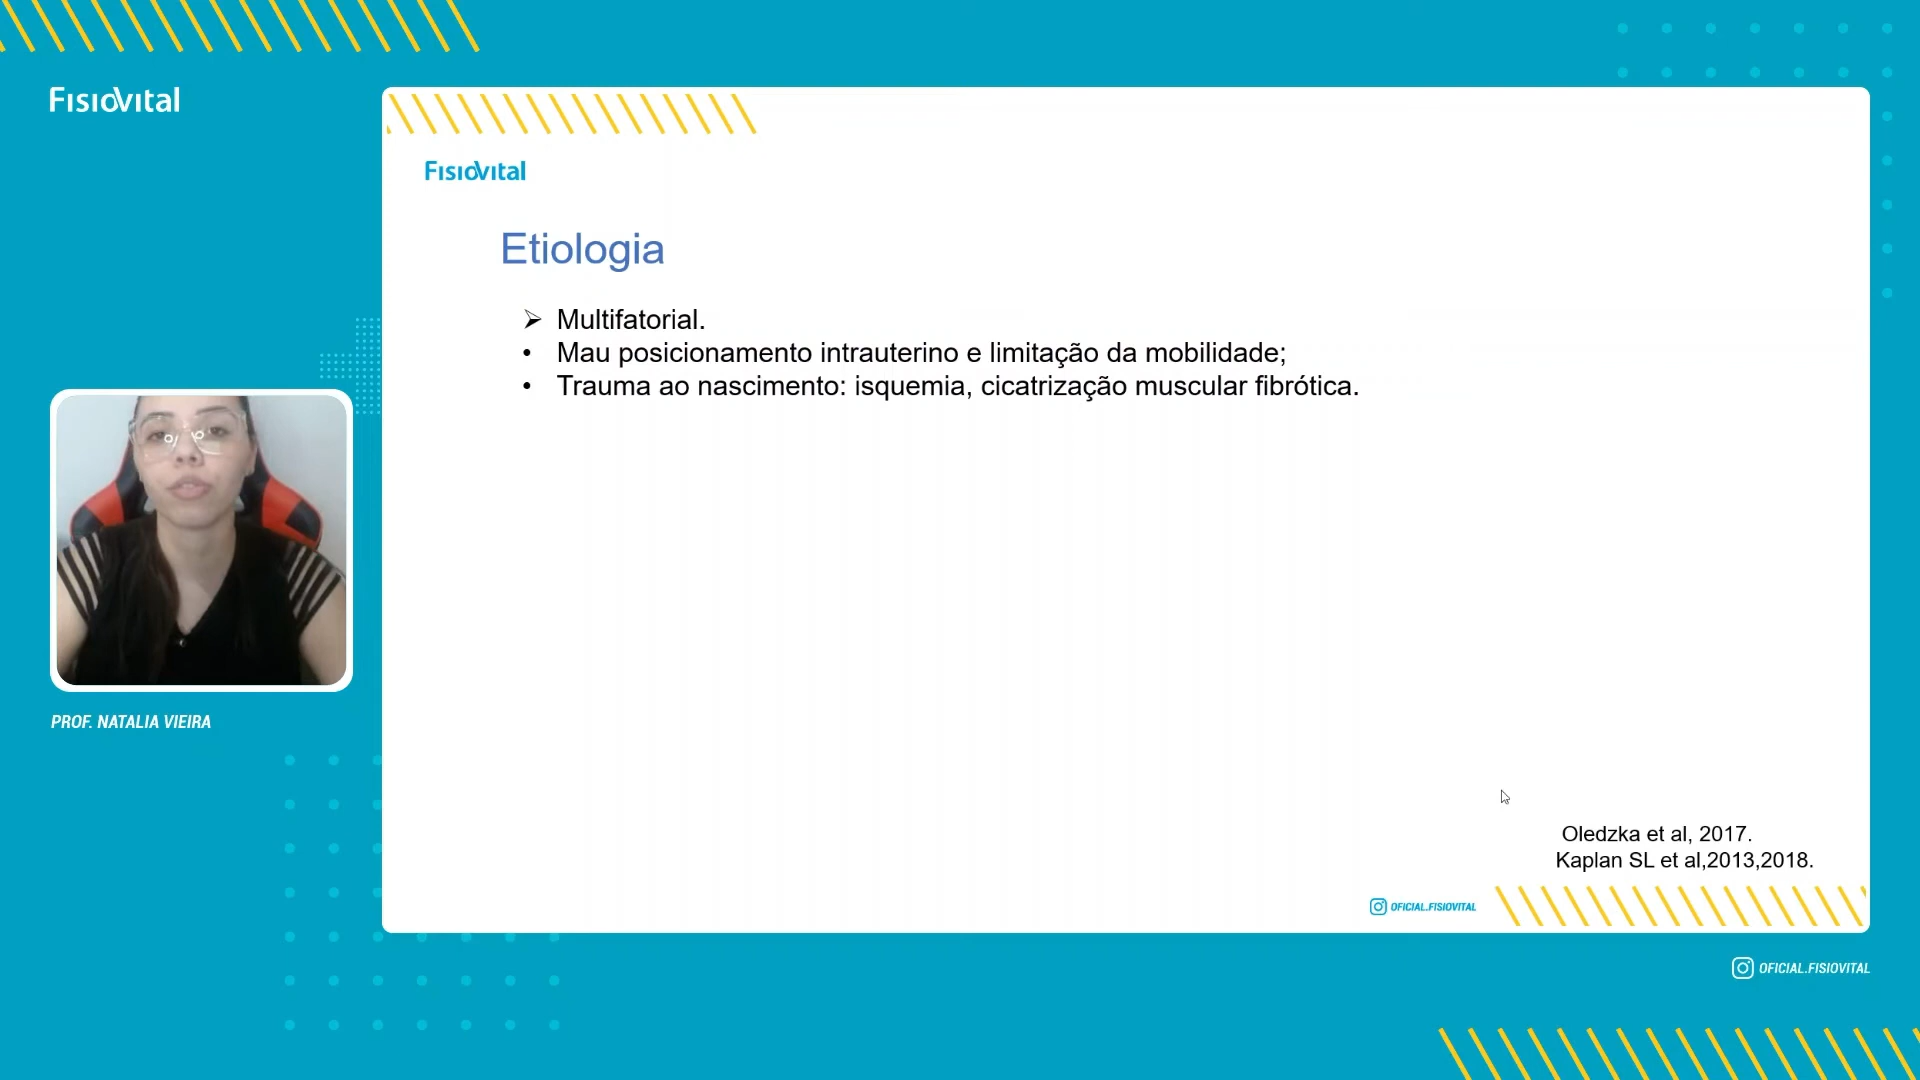 FisioVital
FisioVital
Etiologia
➢ Multifatorial.
• Mau posicionamento intrauterino e limitação da mobilidade;
• Trauma ao nascimento: isquemia, cicatrização muscular fibrótica.
PROF. NATALIA VIEIRA
Oledzka et al, 2017.
Kaplan SL et al,2013,2018.
OFICIAL.FISIOVITAL
OFICIAL.FISIOVITAL